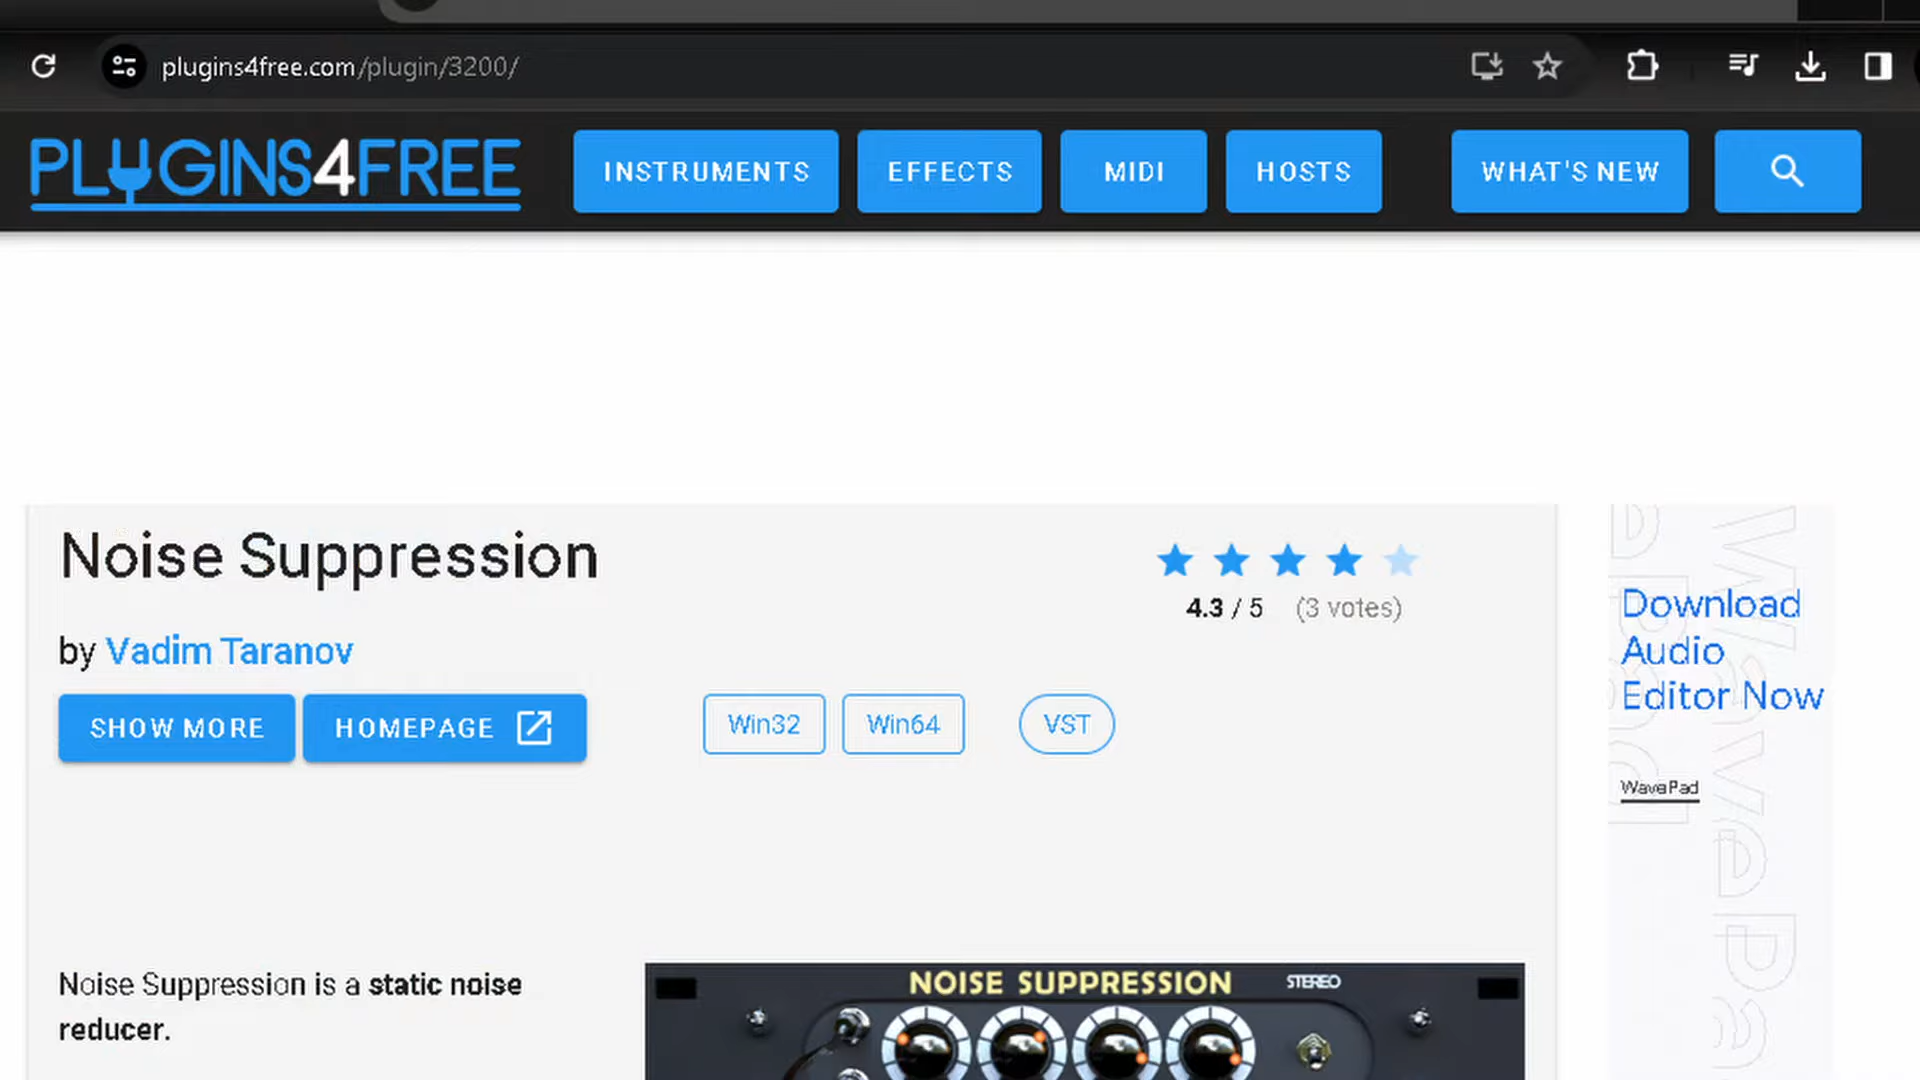 plugins4free.com/plugin/3200/
PLUGINS4FREE
INSTRUMENTS
EFFECTS
MIDI
HOSTS
WHAT'S NEW
Noise Suppression
4.3 / 5 (3 votes)
by Vadim Taranov
SHOW MORE
HOMEPAGE
Win32
Win64
VST
Download
Audio
Editor Now
WavePad
Noise Suppression is a static noise
reducer.
NOISE SUPPRESSION
STEREO